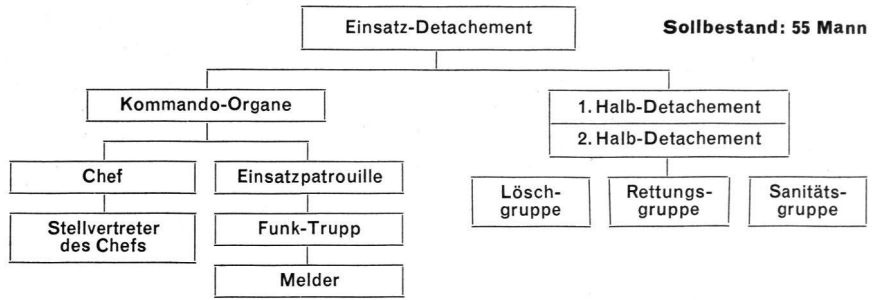 Einsatz-Detachement
Sollbestand: 55 Mann
Kommando-Organe
1. Halb-Detachement
2. Halb-Detachement
Chef
Einsatzpatrouille
Lösch-
gruppe
Rettungs-
gruppe
Sanitäts-
gruppe
Stellvertreter
des Chefs
Funk-Trupp
Melder